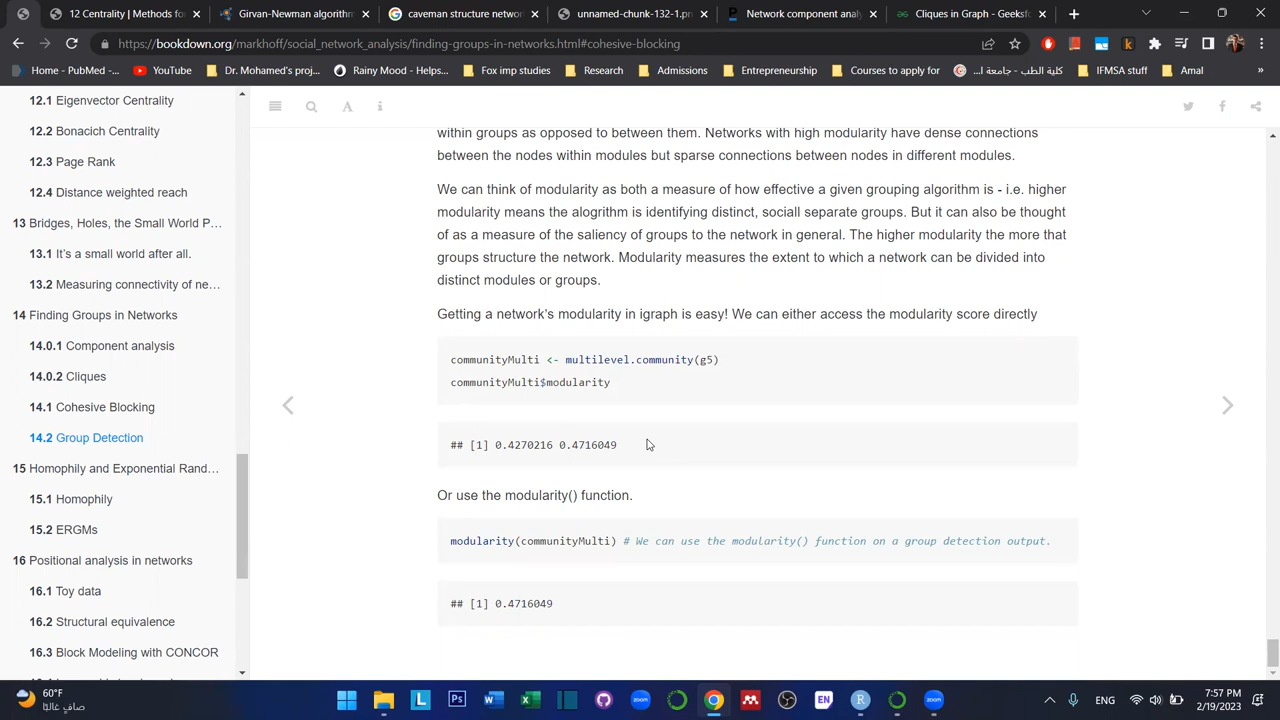 12 Centrality | Methods for
Girvan-Newman algorithm
caveman structure network
unnamed-chunk-132-1.pn
Network component analy
Cliques in Graph - Geeksfo
https://bookdown.org/markhoff/social_network_analysis/finding-groups-in-networks.html#cohesive-blocking
Home - PubMed -...
YouTube
Dr. Mohamed's proj...
Rainy Mood - Helps...
Fox imp studies
Research
Admissions
Entrepreneurship
Courses to apply for
كلية الطب - جامعة ا...
IFMSA stuff
Amal
»
12.1 Eigenvector Centrality
12.2 Bonacich Centrality
12.3 Page Rank
12.4 Distance weighted reach
13 Bridges, Holes, the Small World P…
13.1 It's a small world after all.
13.2 Measuring connectivity of ne…
14 Finding Groups in Networks
14.0.1 Component analysis
14.0.2 Cliques
14.1 Cohesive Blocking
14.2 Group Detection
15 Homophily and Exponential Rand…
15.1 Homophily
15.2 ERGMs
16 Positional analysis in networks
16.1 Toy data
16.2 Structural equivalence
16.3 Block Modeling with CONCOR
within groups as opposed to between them. Networks with high modularity have dense connections
between the nodes within modules but sparse connections between nodes in different modules.
We can think of modularity as both a measure of how effective a given grouping algorithm is - i.e. higher
modularity means the alogrithm is identifying distinct, sociall separate groups. But it can also be thought
of as a measure of the saliency of groups to the network in general. The higher modularity the more that
groups structure the network. Modularity measures the extent to which a network can be divided into
distinct modules or groups.
Getting a network's modularity in igraph is easy! We can either access the modularity score directly
communityMulti <- multilevel.community(g5)
communityMulti$modularity
## [1] 0.4270216 0.4716049
Or use the modularity() function.
modularity(communityMulti) # We can use the modularity() function on a group detection output.
## [1] 0.4716049
60°F
صافٍ غالبًا
ENG
7:57 PM
2/19/2023